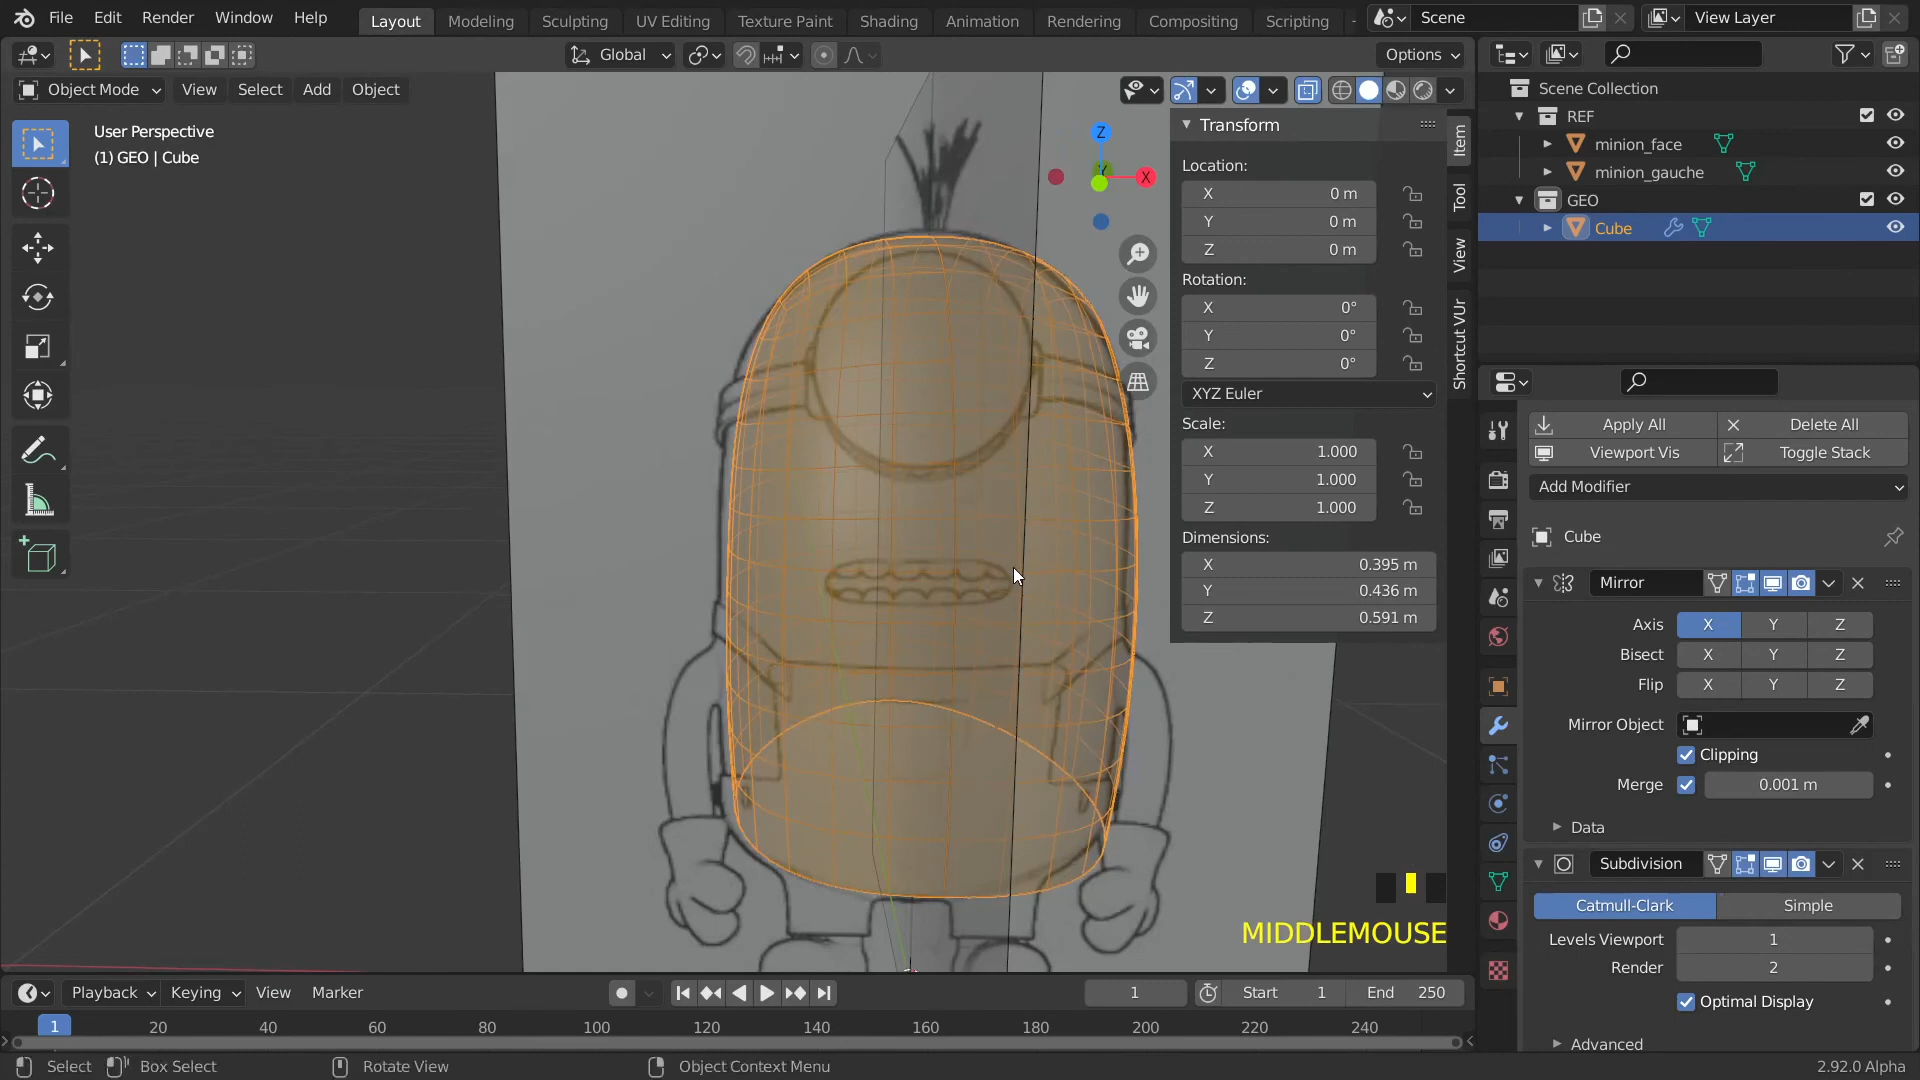 File Edit Render Window Help
Layout Modeling Sculpting UV Editing Texture Paint Shading Animation Rendering Compositing Scripting
Scene
View Layer
Global
Options
Object Mode View Select Add Object
User Perspective
(1) GEO | Cube
Z
Y
X
Transform
Location:
X 0 m
Y 0 m
Z 0 m
Rotation:
X 0°
Y 0°
Z 0°
XYZ Euler
Scale:
X 1.000
Y 1.000
Z 1.000
Dimensions:
X 0.395 m
Y 0.436 m
Z 0.591 m
Item
Tool
View
Shortcut VUr
MIDDLEMOUSE
Scene Collection
REF
minion_face
minion_gauche
GEO
Cube
Apply All Delete All
Viewport Vis Toggle Stack
Add Modifier
Cube
Mirror
Axis X Y Z
Bisect X Y Z
Flip X Y Z
Mirror Object
Clipping
Merge 0.001 m
Data
Subdivision
Catmull-Clark Simple
Levels Viewport 1
Render 2
Optimal Display
Advanced
Playback Keying View Marker
1 Start 1 End 250
1 20 40 60 80 100 120 140 160 180 200 220 240
Select Box Select Rotate View Object Context Menu 2.92.0 Alpha